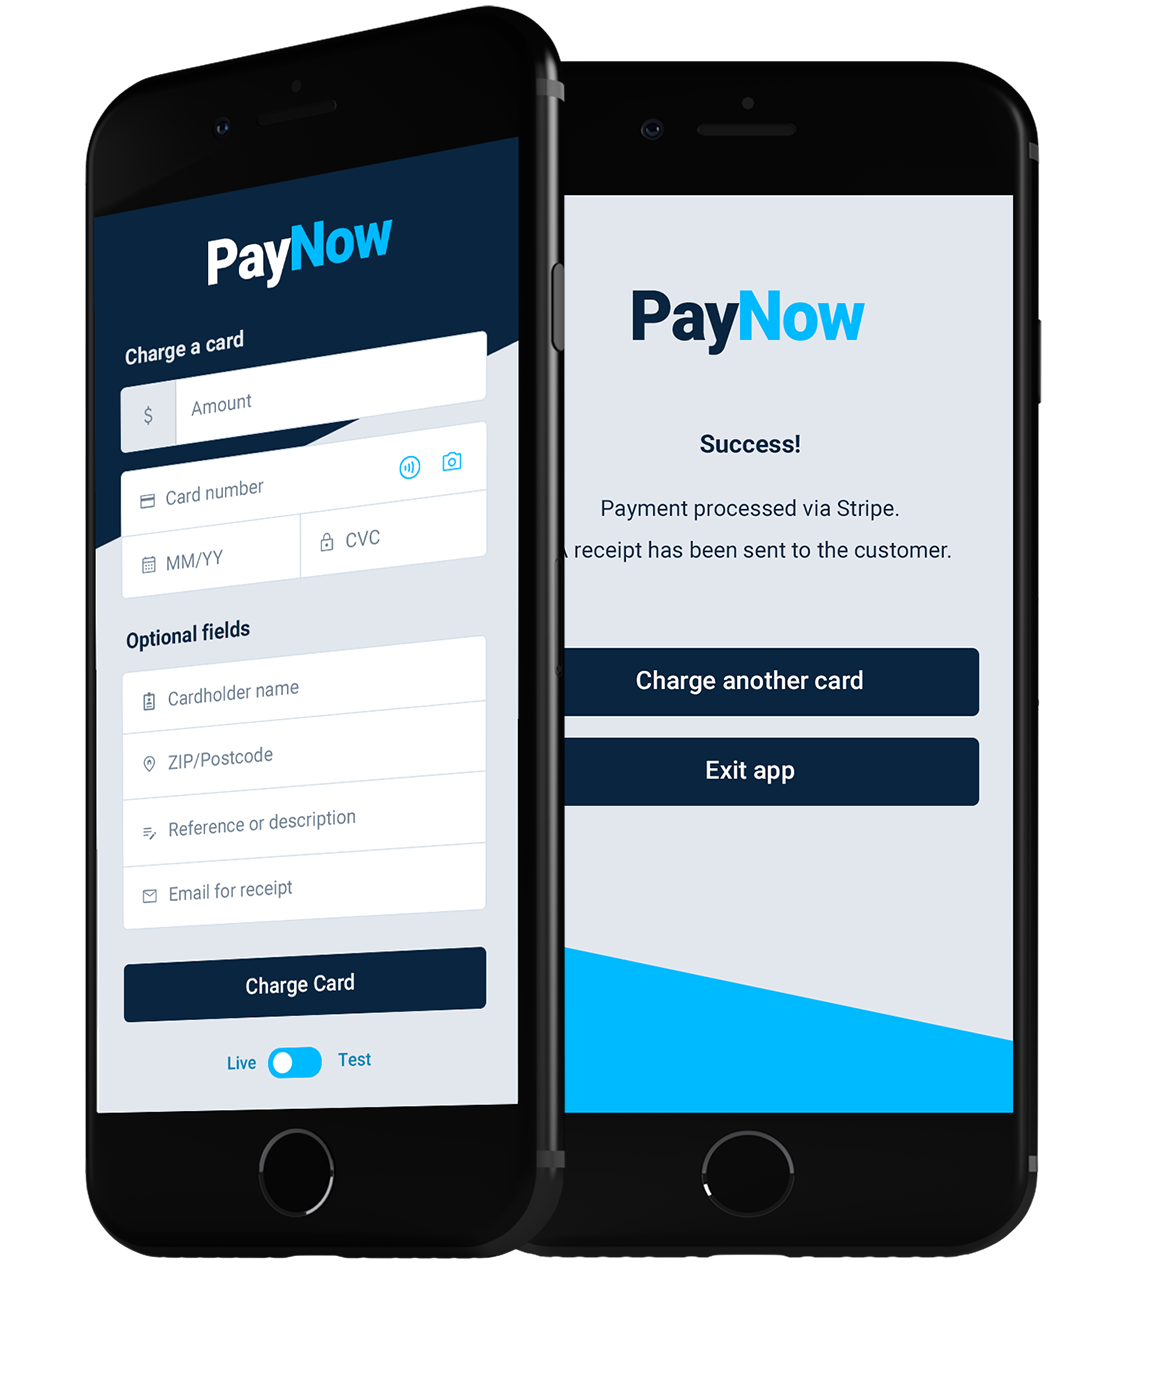 PayNow
Charge a card
$ Amount
Card number
MM/YY CVC
Optional fields
Cardholder name
ZIP/Postcode
Reference or description
Email for receipt
Charge Card
Live Test
PayNow
Success!
Payment processed via Stripe.
A receipt has been sent to the customer.
Charge another card
Exit app